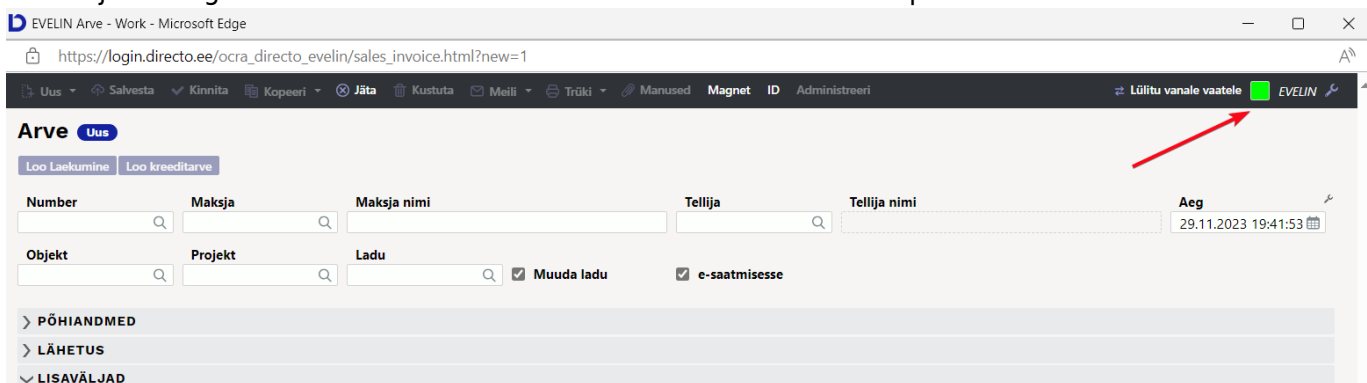 EVELIN Arve - Work - Microsoft Edge
https://login.directo.ee/ocra_directo_evelin/sales_invoice.html?new=1
Uus Salvesta Kinnita Kopeeri Jäta Kustuta Meili Trüki Manused Magnet ID Administreeri Lülitu vanale vaatele EVELIN
Arve Uus
Loo Laekumine Loo kreeditarve
Number Maksja Maksja nimi Tellija Tellija nimi Aeg
29.11.2023 19:41:53
Objekt Projekt Ladu
Muuda ladu e-saatmisesse
PÕHIANDMED
LÄHETUS
LISAVÄLJAD